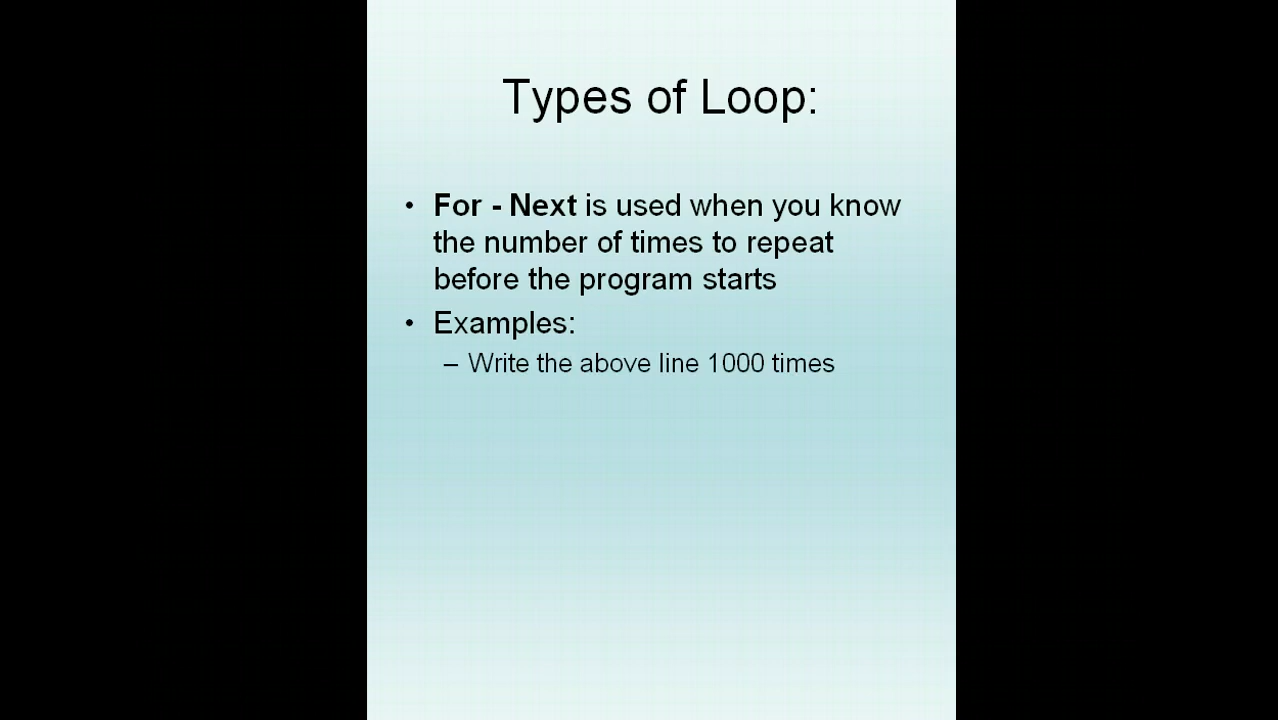 Types of Loop:
• For - Next is used when you know
the number of times to repeat
before the program starts
• Examples:
– Write the above line 1000 times